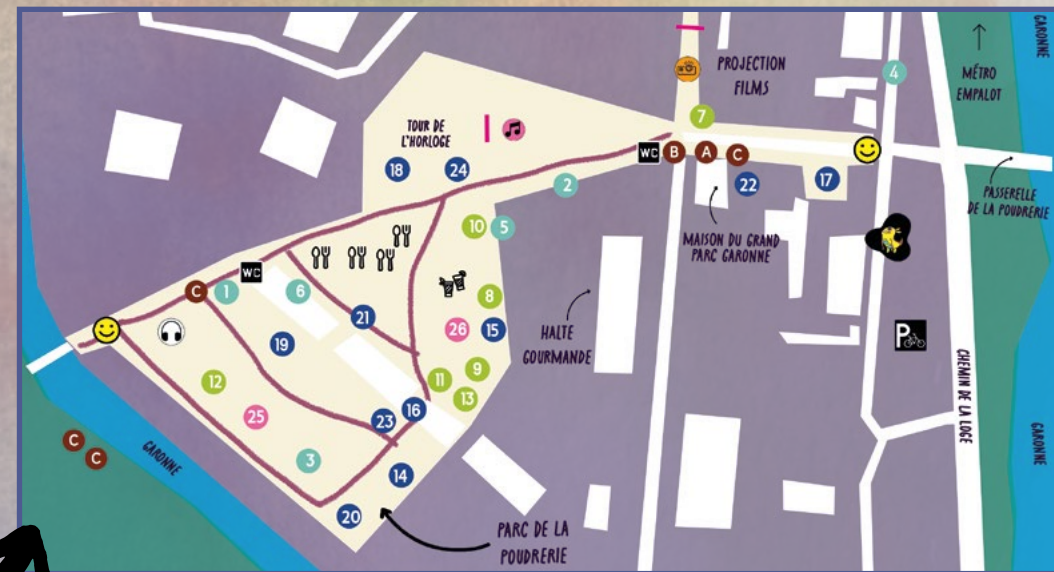 GARONNE
MÉTRO
EMPALOT
GARONNE
PROJECTION
FILMS
4
7
TOUR DE
L'HORLOGE
WC
B
A
C
18
24
22
17
2
PASSERELLE
DE LA POUDRERIE
MAISON DU GRAND
PARC GARONNE
10
5
WC
C
1
6
8
21
26
15
HALTE
GOURMANDE
P
19
12
11
9
13
CHEMIN DE LA LOGE
25
23
16
C
C
GARONNE
3
14
GARONNE
20
PARC DE LA
POUDRERIE